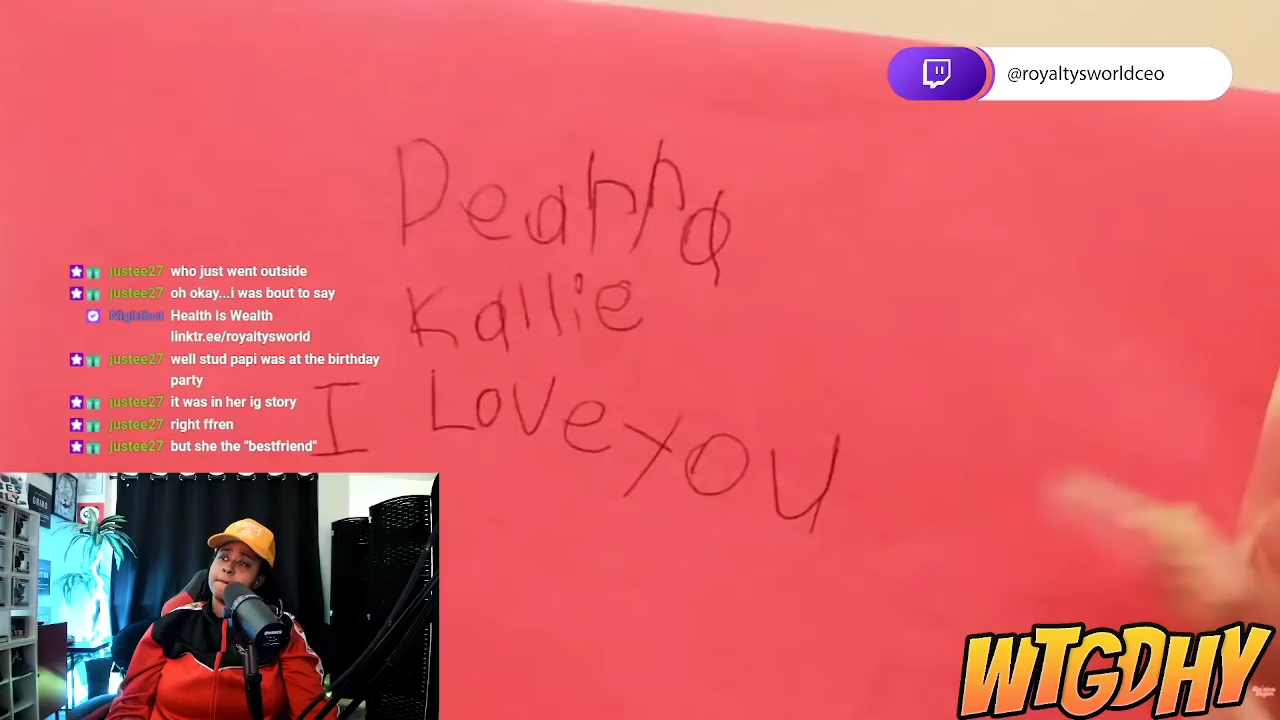 @royaltysworldceo
Deanna
Kallie
I Love you
justee27 who just went outside
justee27 oh okay...i was bout to say
Nightbot Health Is Wealth
linktr.ee/royaltysworld
justee27 well stud papi was at the birthday
party
justee27 it was in her ig story
justee27 right ffren
justee27 but she the "bestfriend"
WTGDHY